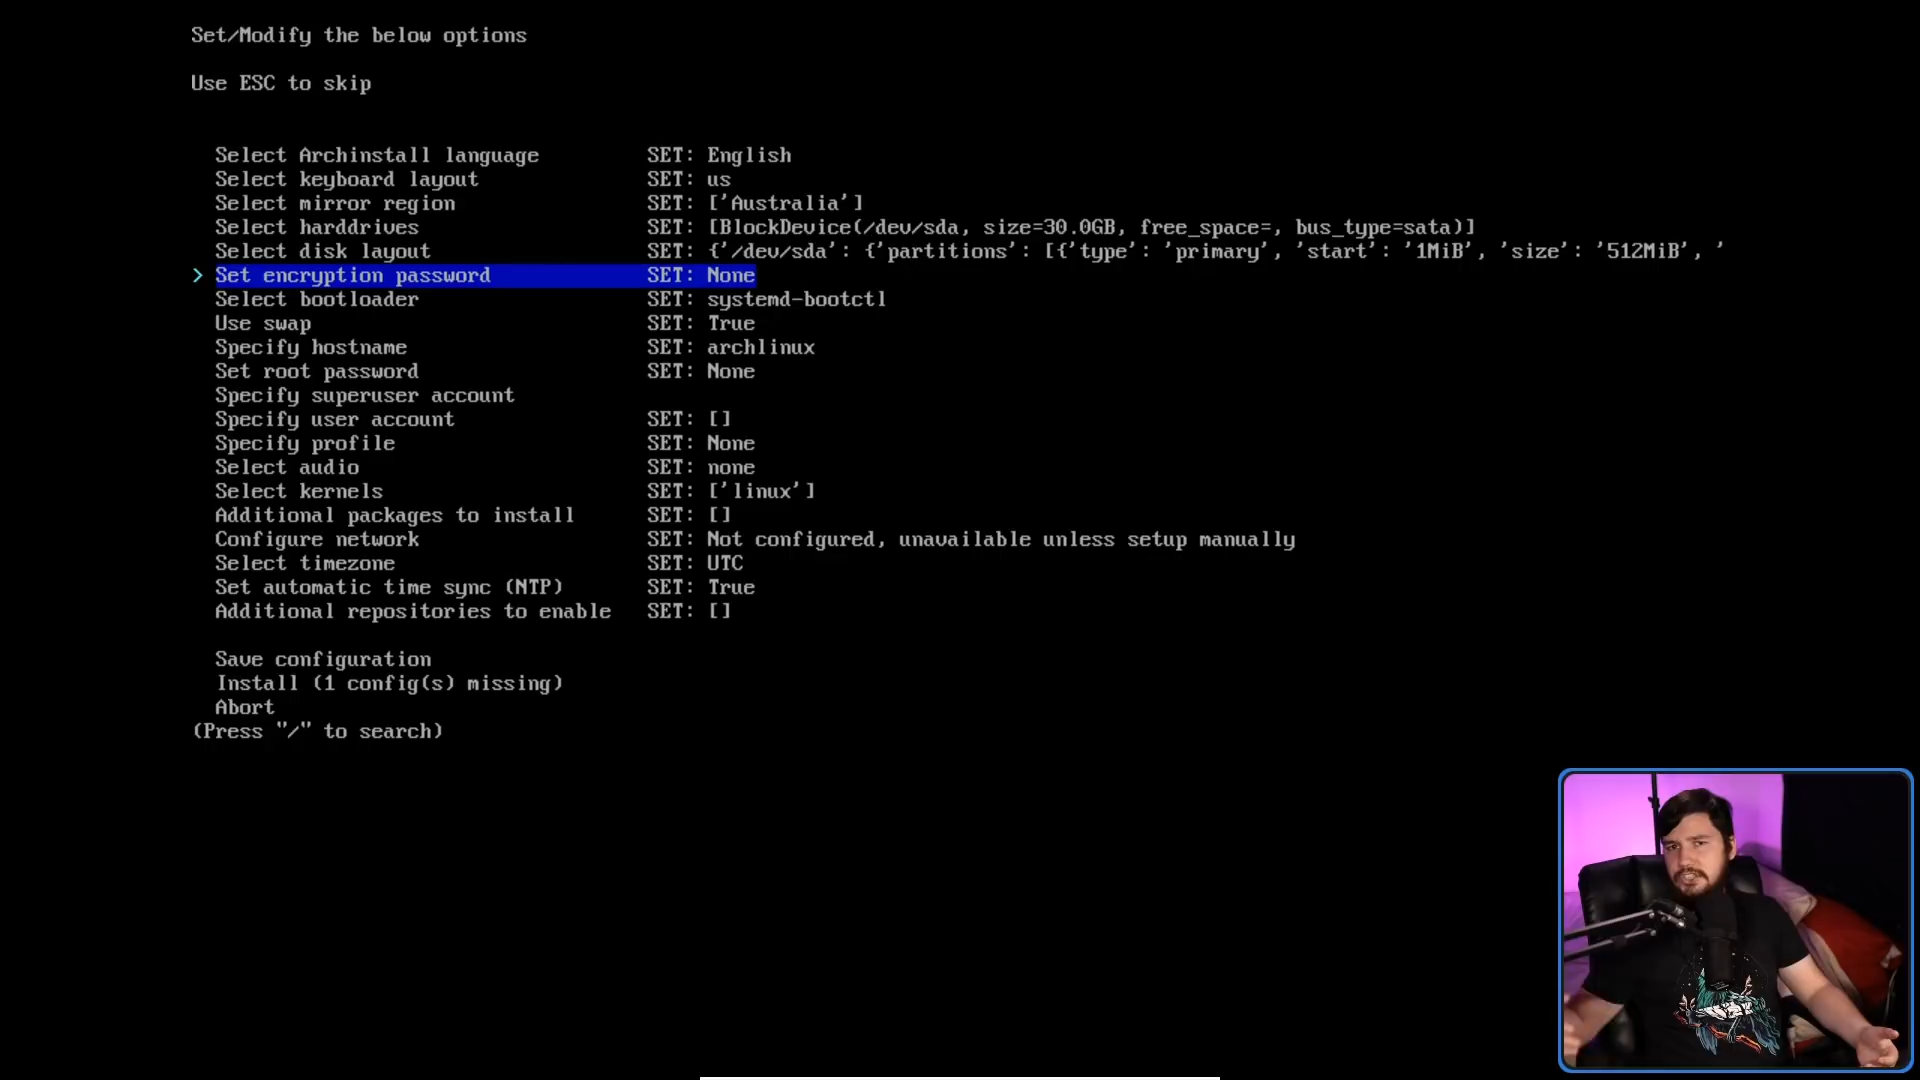 Set/Modify the below options
Use ESC to skip
Select Archinstall language SET: English
Select keyboard layout SET: us
Select mirror region SET: ['Australia']
Select harddrives SET: [BlockDevice(/dev/sda, size=30.0GB, free_space=, bus_type=sata)]
Select disk layout SET: {'/dev/sda': {'partitions': [{'type': 'primary', 'start': '1MiB', 'size': '512MiB', '
> Set encryption password SET: None
Select bootloader SET: systemd-bootctl
Use swap SET: True
Specify hostname SET: archlinux
Set root password SET: None
Specify superuser account
Specify user account SET: []
Specify profile SET: None
Select audio SET: none
Select kernels SET: ['linux']
Additional packages to install SET: []
Configure network SET: Not configured, unavailable unless setup manually
Select timezone SET: UTC
Set automatic time sync (NTP) SET: True
Additional repositories to enable SET: []
Save configuration
Install (1 config(s) missing)
Abort
(Press "/" to search)